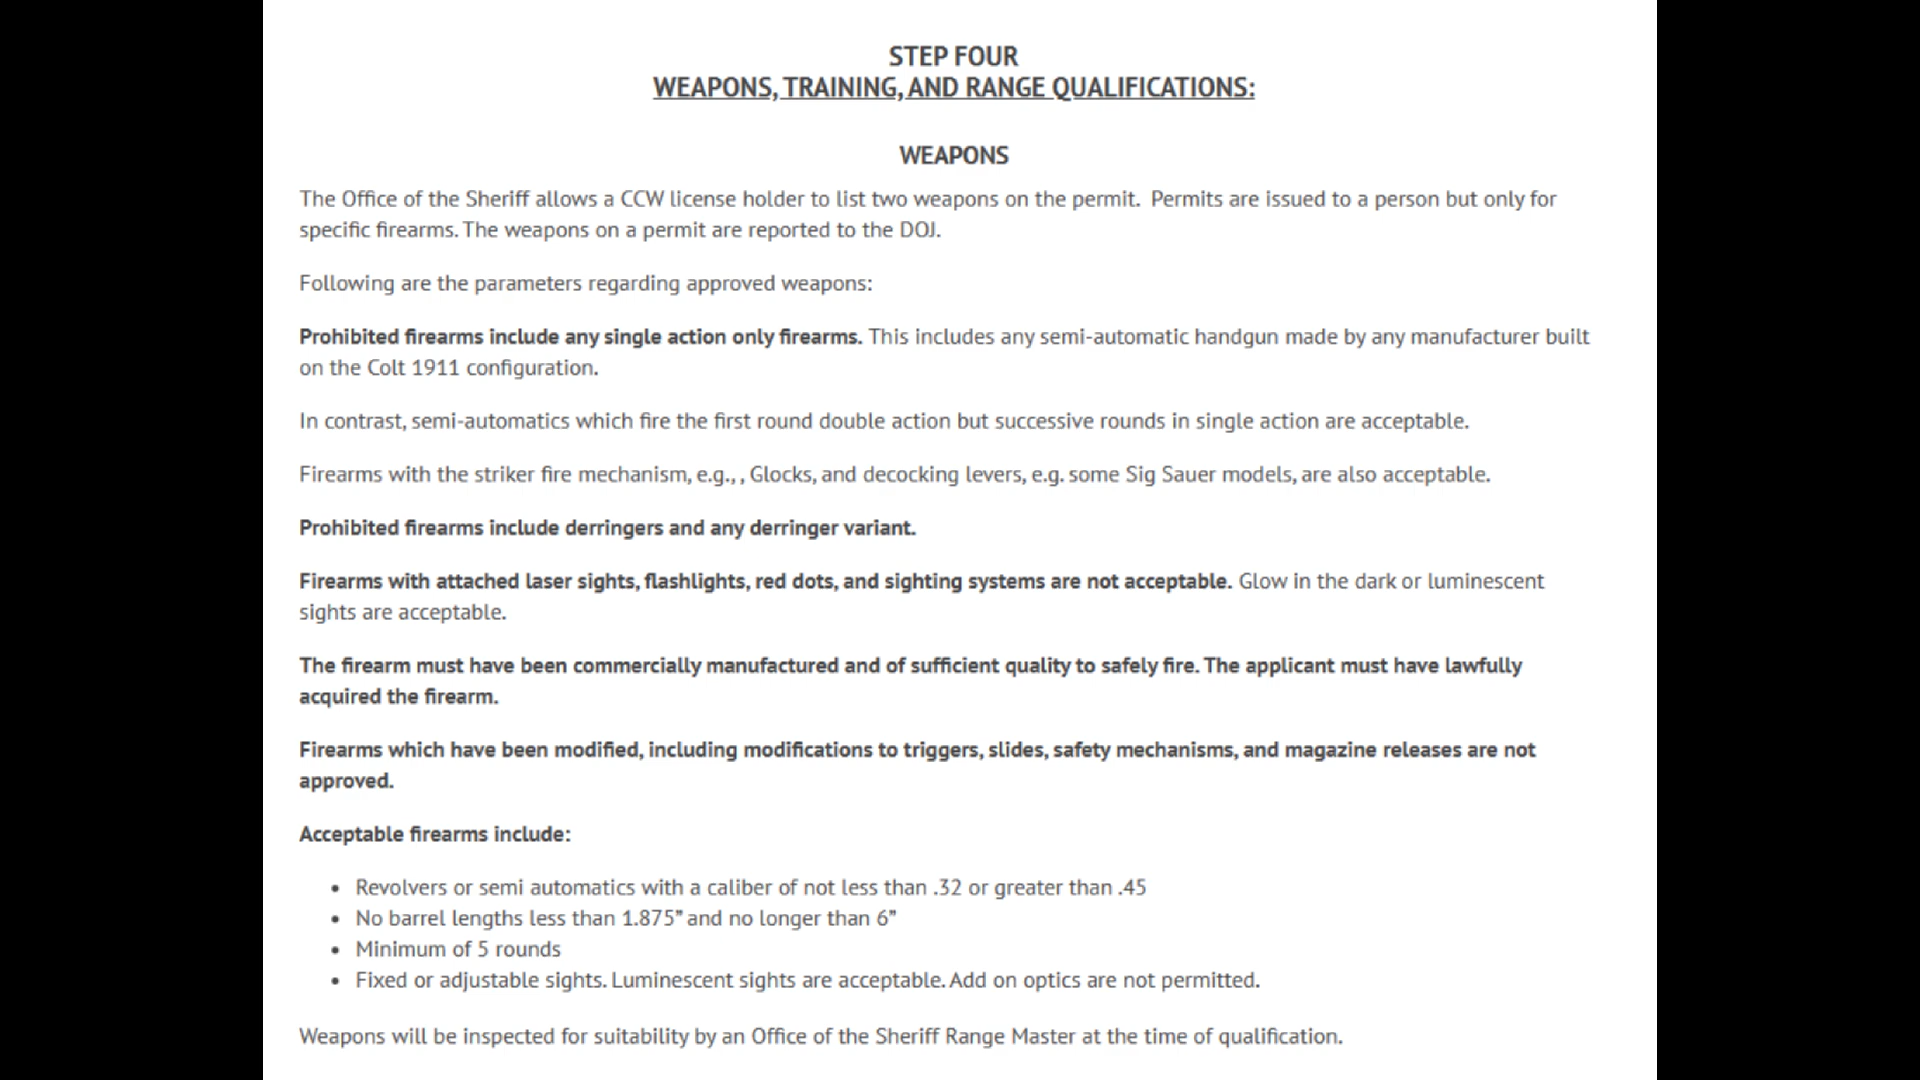 STEP FOUR
WEAPONS, TRAINING, AND RANGE QUALIFICATIONS:
WEAPONS
The Office of the Sheriff allows a CCW license holder to list two weapons on the permit.  Permits are issued to a person but only for
specific firearms. The weapons on a permit are reported to the DOJ.
Following are the parameters regarding approved weapons:
Prohibited firearms include any single action only firearms. This includes any semi-automatic handgun made by any manufacturer built
on the Colt 1911 configuration.
In contrast, semi-automatics which fire the first round double action but successive rounds in single action are acceptable.
Firearms with the striker fire mechanism, e.g., , Glocks, and decocking levers, e.g. some Sig Sauer models, are also acceptable.
Prohibited firearms include derringers and any derringer variant.
Firearms with attached laser sights, flashlights, red dots, and sighting systems are not acceptable. Glow in the dark or luminescent
sights are acceptable.
The firearm must have been commercially manufactured and of sufficient quality to safely fire. The applicant must have lawfully
acquired the firearm.
Firearms which have been modified, including modifications to triggers, slides, safety mechanisms, and magazine releases are not
approved.
Acceptable firearms include:
• Revolvers or semi automatics with a caliber of not less than .32 or greater than .45
• No barrel lengths less than 1.875” and no longer than 6”
• Minimum of 5 rounds
• Fixed or adjustable sights. Luminescent sights are acceptable. Add on optics are not permitted.
Weapons will be inspected for suitability by an Office of the Sheriff Range Master at the time of qualification.